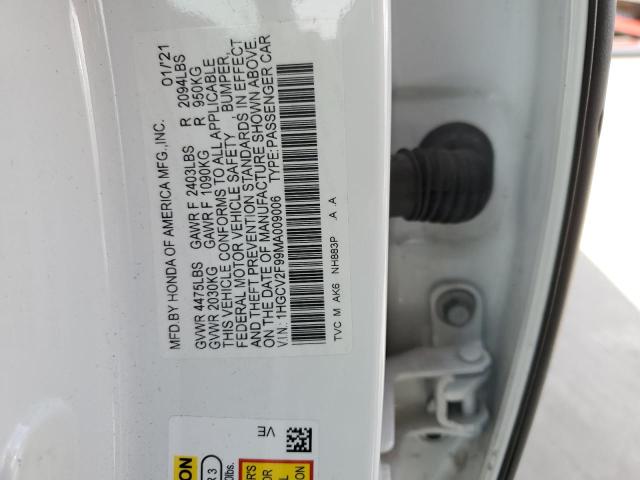 MFD.BY HONDA OF AMERICA MFG.,INC. 01/'21
GVWR 4475LBS GAWR F 2403LBS R 2094LBS
GVWR 2030KG GAWR F 1090KG R 950KG
THIS VEHICLE CONFORMS TO ALL APPLICABLE
FEDERAL MOTOR VEHICLE SAFETY, BUMPER,
AND THEFT PREVENTION STANDARDS IN EFFECT
ON THE DATE OF MANUFACTURE SHOWN ABOVE.
V.I.N: 1HGCV2F99MA009006 TYPE:PASSENGER CAR
TVC M AK6 NH883P A A
VE